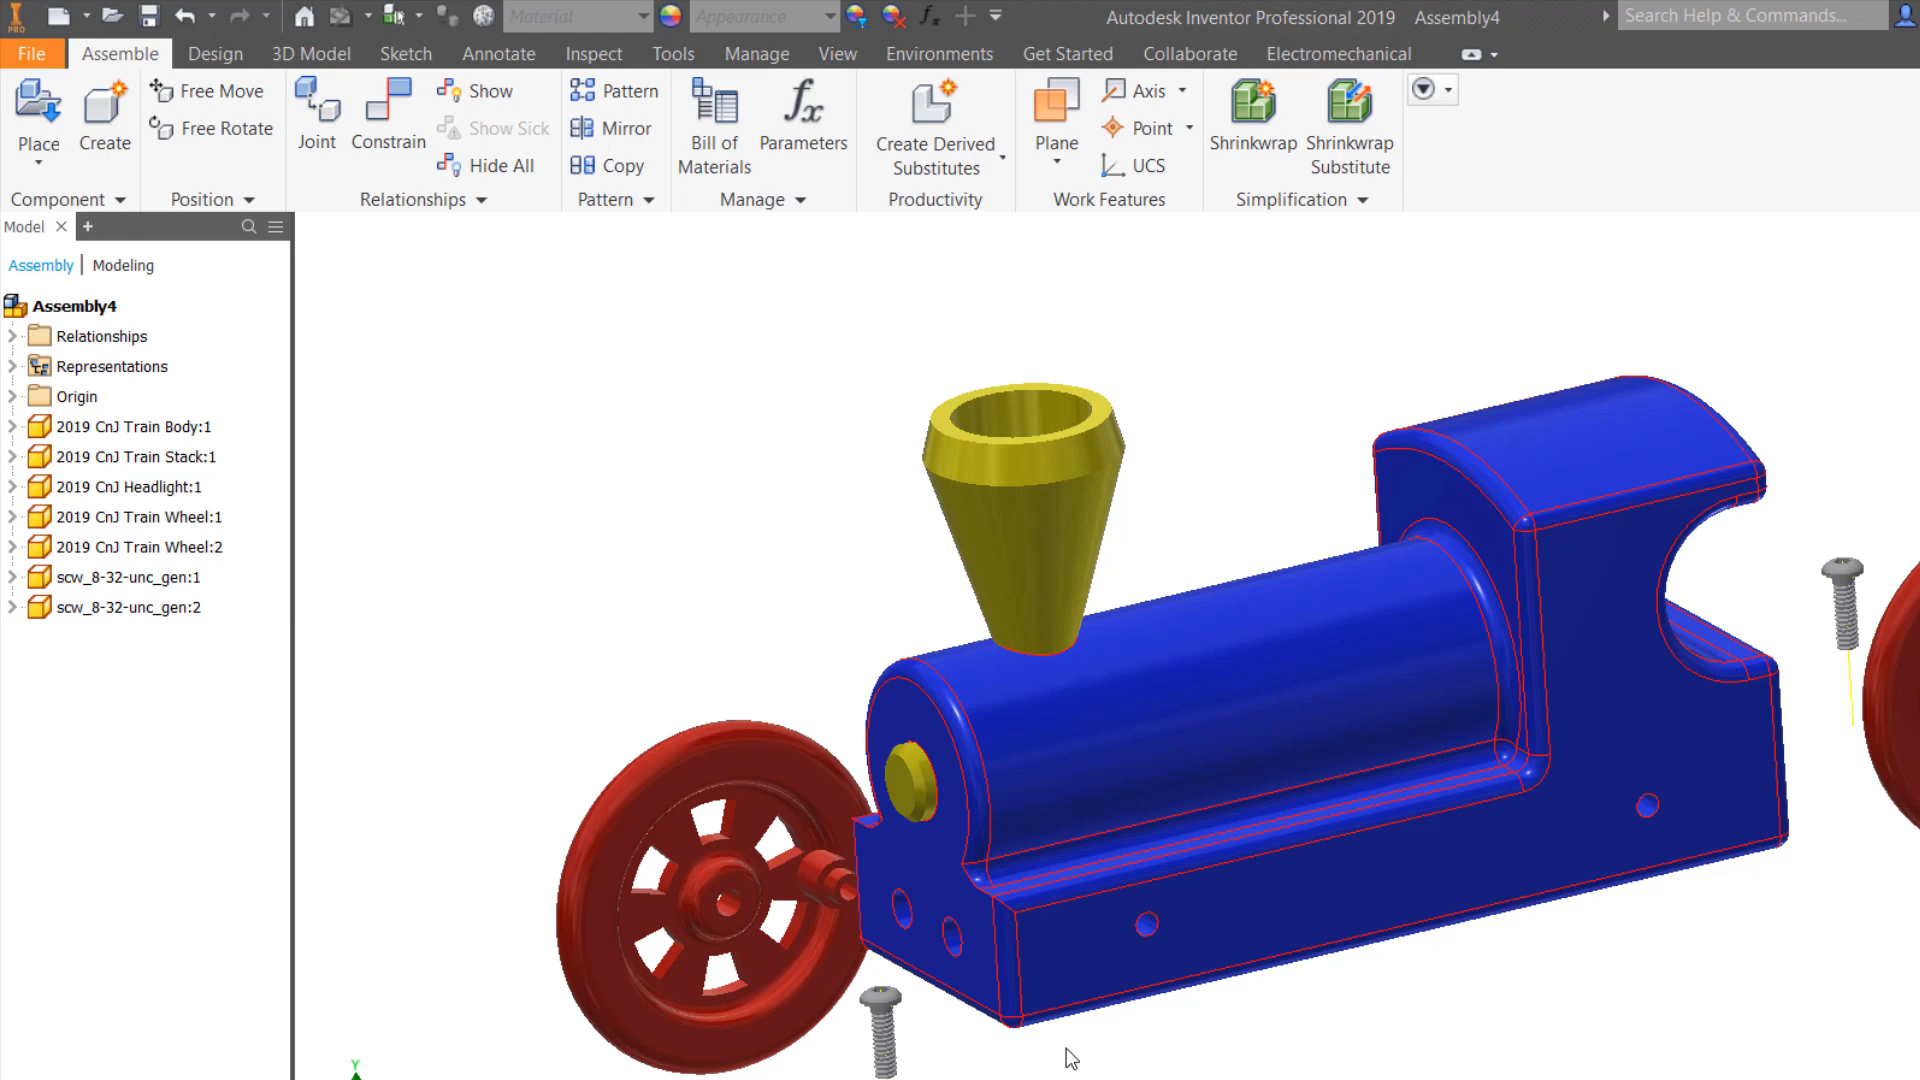 PRO
Material
Appearance
Autodesk Inventor Professional 2019 Assembly4
Search Help & Commands...
File Assemble Design 3D Model Sketch Annotate Inspect Tools Manage View Environments Get Started Collaborate Electromechanical
Place
Create
Free Move
Free Rotate
Joint
Constrain
Show
Show Sick
Hide All
Pattern
Mirror
Copy
Bill of
Materials
fx
Parameters
Create Derived
Substitutes
Plane
Axis
Point
UCS
Shrinkwrap
Shrinkwrap
Substitute
Component
Position
Relationships
Pattern
Manage
Productivity
Work Features
Simplification
Model
Assembly | Modeling
Assembly4
Relationships
Representations
Origin
2019 CnJ Train Body:1
2019 CnJ Train Stack:1
2019 CnJ Headlight:1
2019 CnJ Train Wheel:1
2019 CnJ Train Wheel:2
scw_8-32-unc_gen:1
scw_8-32-unc_gen:2
Y